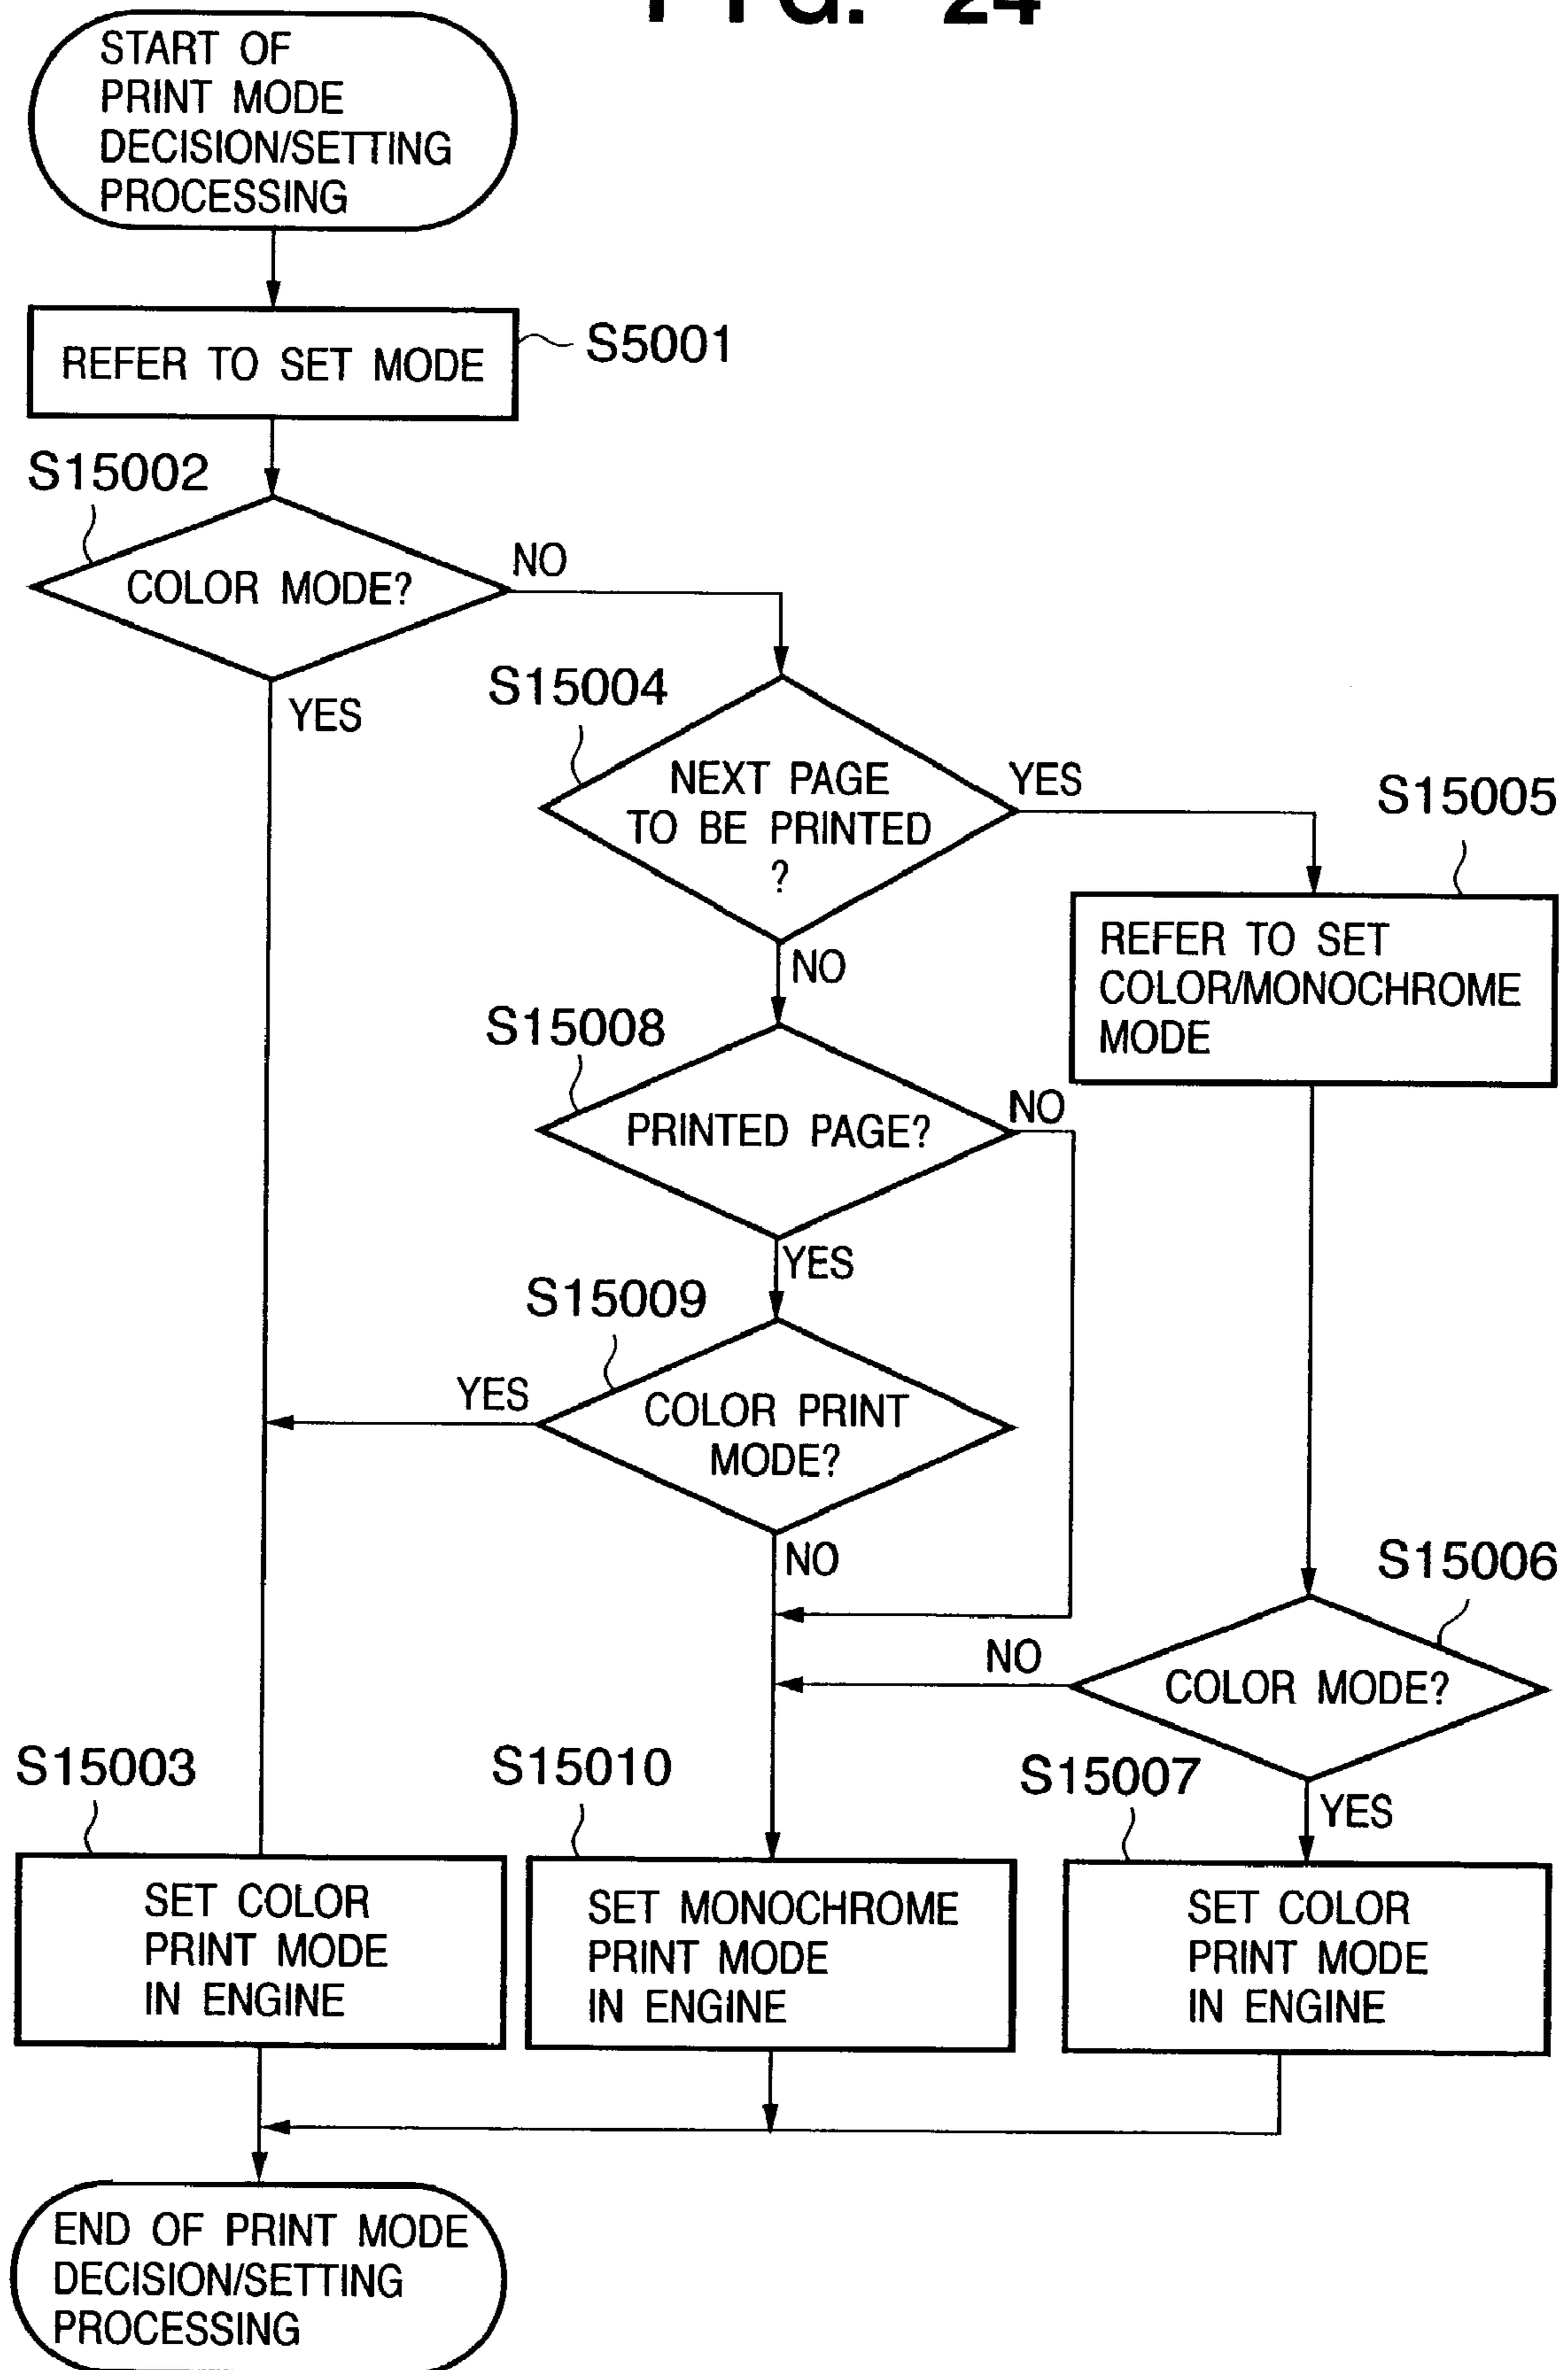 FIG. 24
START OF
PRINT MODE
DECISION/SETTING
PROCESSING
REFER TO SET MODE
S5001
S15002
COLOR MODE?
NO
YES
S15004
NEXT PAGE
TO BE PRINTED
?
YES
NO
S15005
REFER TO SET
COLOR/MONOCHROME
MODE
S15008
PRINTED PAGE?
NO
YES
S15009
COLOR PRINT
MODE?
YES
NO
S15006
COLOR MODE?
NO
YES
S15003
SET COLOR
PRINT MODE
IN ENGINE
S15010
SET MONOCHROME
PRINT MODE
IN ENGINE
S15007
SET COLOR
PRINT MODE
IN ENGINE
END OF PRINT MODE
DECISION/SETTING
PROCESSING